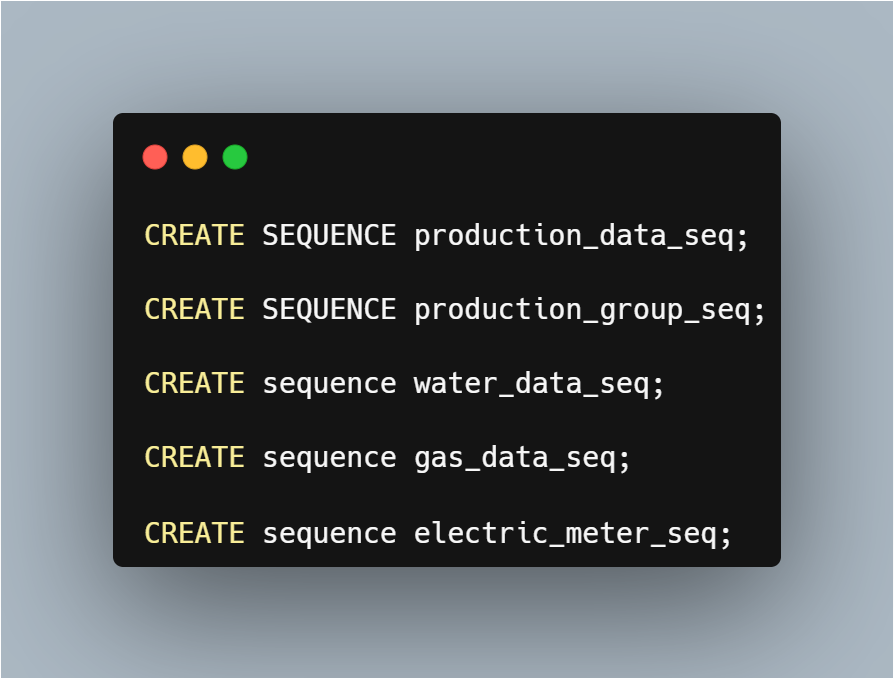 CREATE SEQUENCE production_data_seq;
CREATE SEQUENCE production_group_seq;
CREATE sequence water_data_seq;
CREATE sequence gas_data_seq;
CREATE sequence electric_meter_seq;